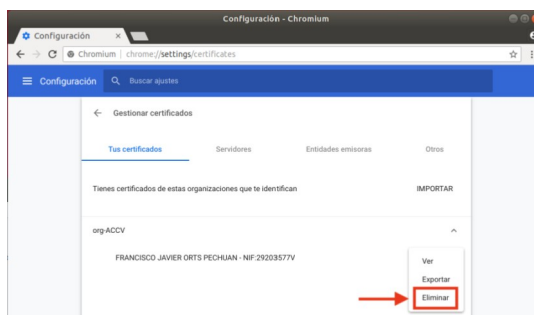 Configuración - Chromium
Configuración ×
Chromium | chrome://settings/certificates
Configuración Buscar ajustes
Gestionar certificados
Tus certificados Servidores Entidades emisoras Otros
Tienes certificados de estas organizaciones que te identifican IMPORTAR
org-ACCV
FRANCISCO JAVIER ORTS PECHUAN - NIF:29203577V
Ver
Exportar
Eliminar